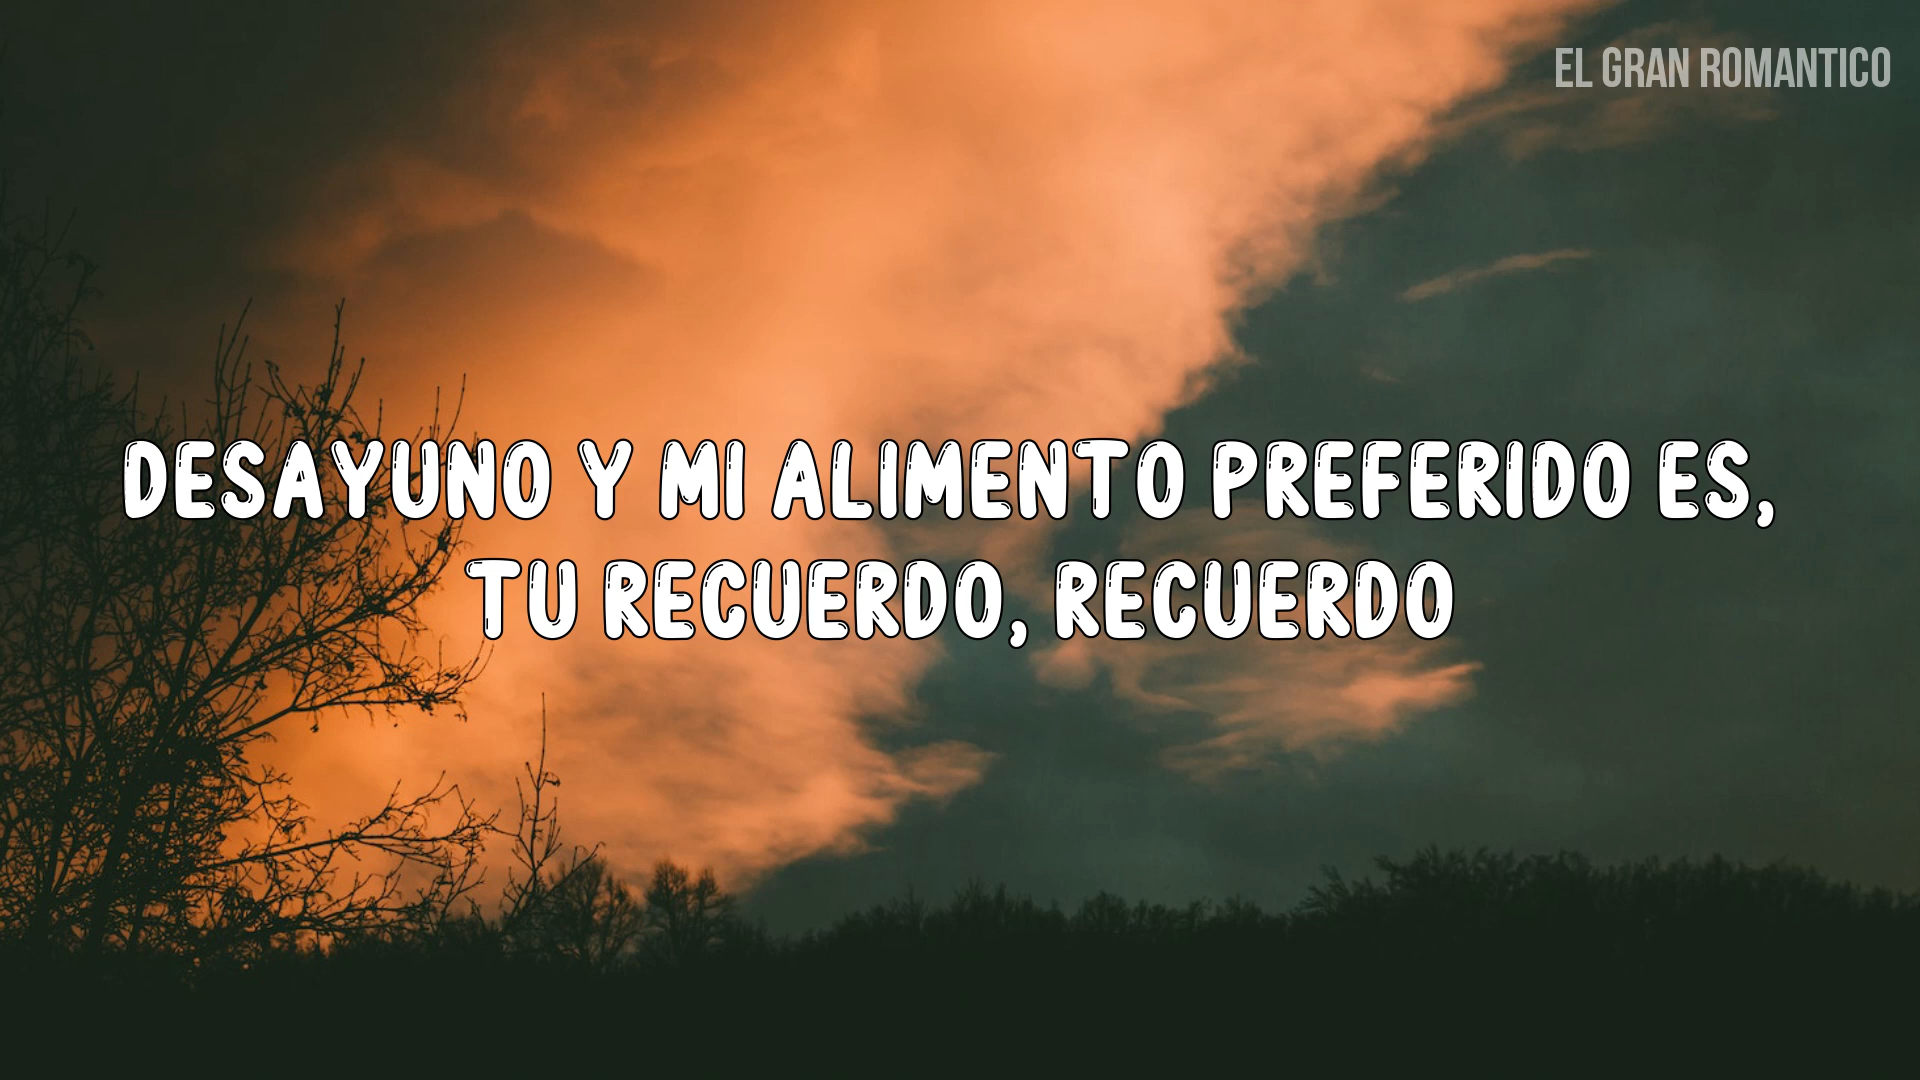 EL GRAN ROMANTICO
DESAYUNO Y MI ALIMENTO PREFERIDO ES,
TU RECUERDO, RECUERDO